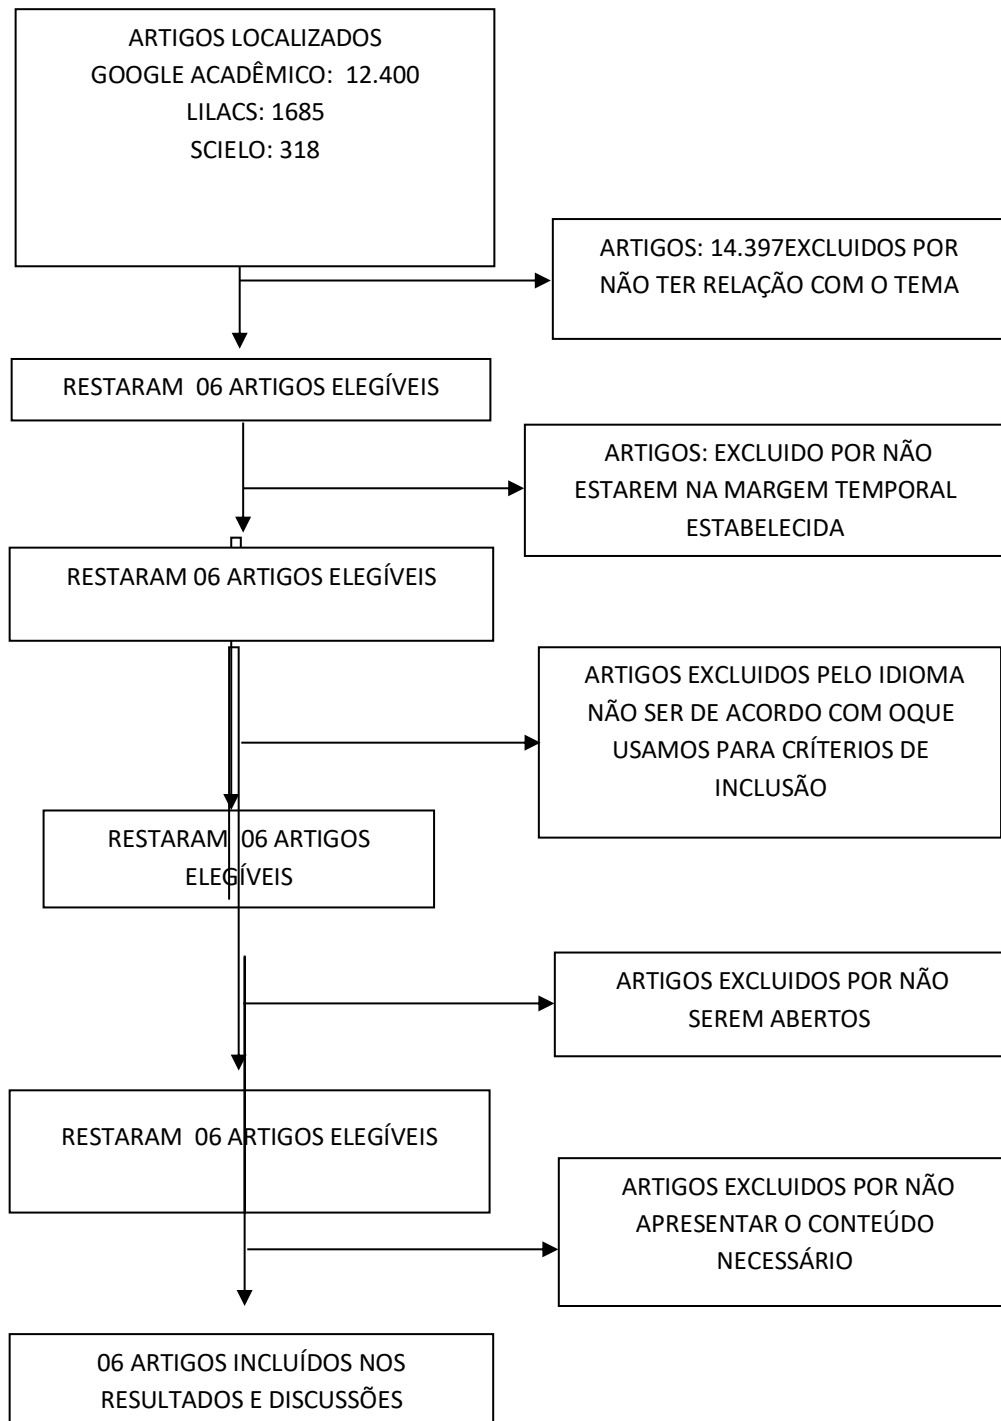 ARTIGOS LOCALIZADOS
GOOGLE ACADÊMICO: 12.400
LILACS: 1685
SCIELO: 318
ARTIGOS: 14.397EXCLUIDOS POR
NÃO TER RELAÇÃO COM O TEMA
RESTARAM 06 ARTIGOS ELEGÍVEIS
ARTIGOS: EXCLUIDO POR NÃO
ESTAREM NA MARGEM TEMPORAL
ESTABELECIDA
RESTARAM 06 ARTIGOS ELEGÍVEIS
ARTIGOS EXCLUIDOS PELO IDIOMA
NÃO SER DE ACORDO COM OQUE
USAMOS PARA CRÍTERIOS DE
INCLUSÃO
RESTARAM 06 ARTIGOS
ELEGÍVEIS
ARTIGOS EXCLUIDOS POR NÃO
SEREM ABERTOS
RESTARAM 06 ARTIGOS ELEGÍVEIS
ARTIGOS EXCLUIDOS POR NÃO
APRESENTAR O CONTEÚDO
NECESSÁRIO
06 ARTIGOS INCLUÍDOS NOS
RESULTADOS E DISCUSSÕES